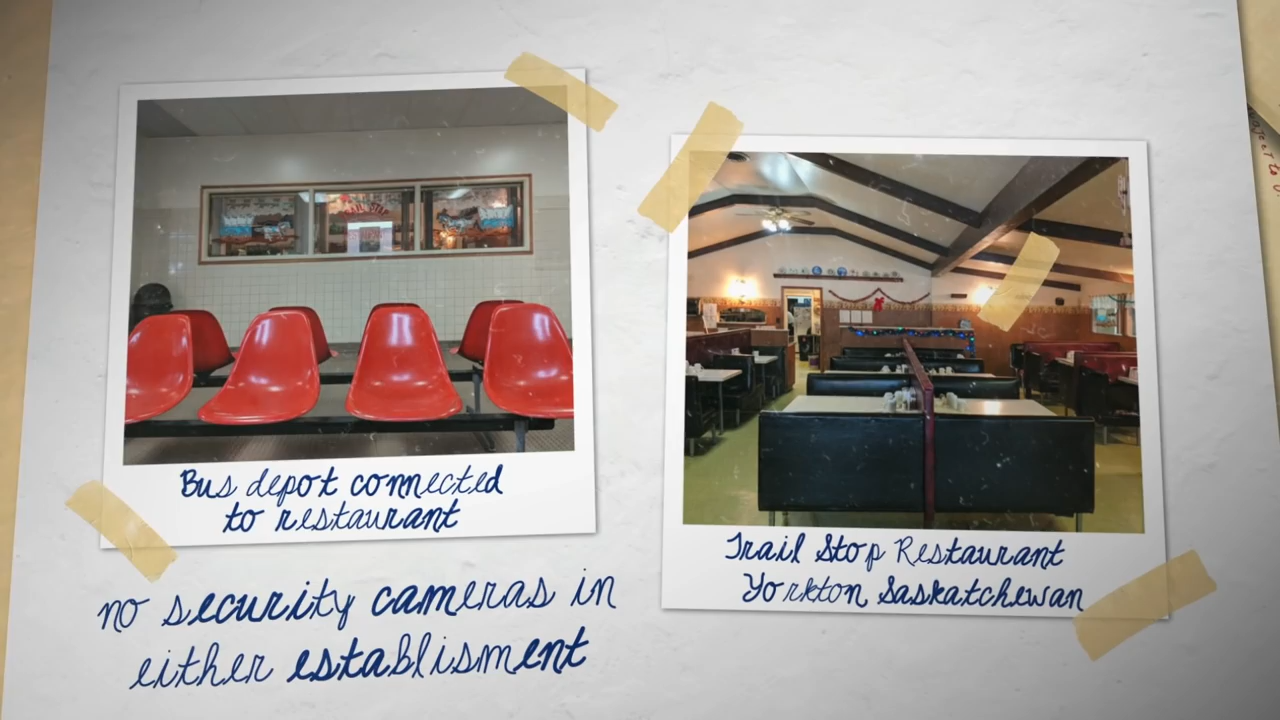 Bus depot connected
to restaurant
no security cameras in
either establisment
Trail Stop Restaurant
Yorkton Saskatchewan